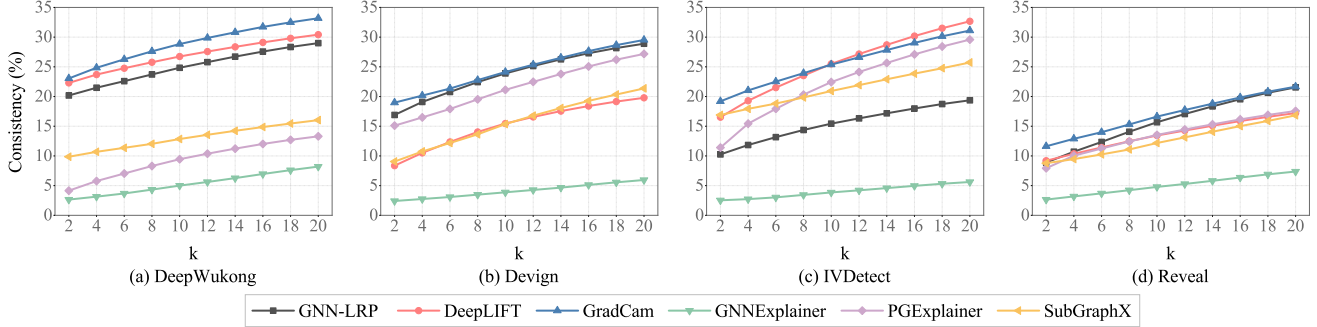 Consistency (%)
35 30 25 20 15 10 5 0
2 4 6 8 10 12 14 16 18 20
k
(a) DeepWukong
35 30 25 20 15 10 5 0
2 4 6 8 10 12 14 16 18 20
k
(b) Devign
35 30 25 20 15 10 5 0
2 4 6 8 10 12 14 16 18 20
k
(c) IVDetect
35 30 25 20 15 10 5 0
2 4 6 8 10 12 14 16 18 20
k
(d) Reveal
GNN-LRP DeepLIFT GradCam GNNExplainer PGExplainer SubGraphX